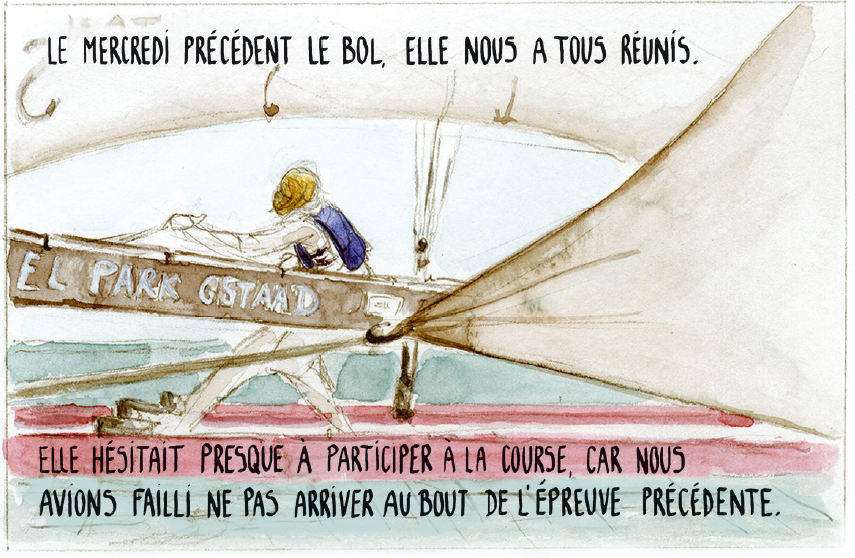 LE MERCREDI PRÉCÉDENT LE BOL, ELLE NOUS A TOUS RÉUNIS.
EL PARK GSTAAD
ELLE HÉSITAIT PRESQUE À PARTICIPER À LA COURSE, CAR NOUS
AVIONS FAILLI NE PAS ARRIVER AU BOUT DE L'ÉPREUVE PRÉCÉDENTE.